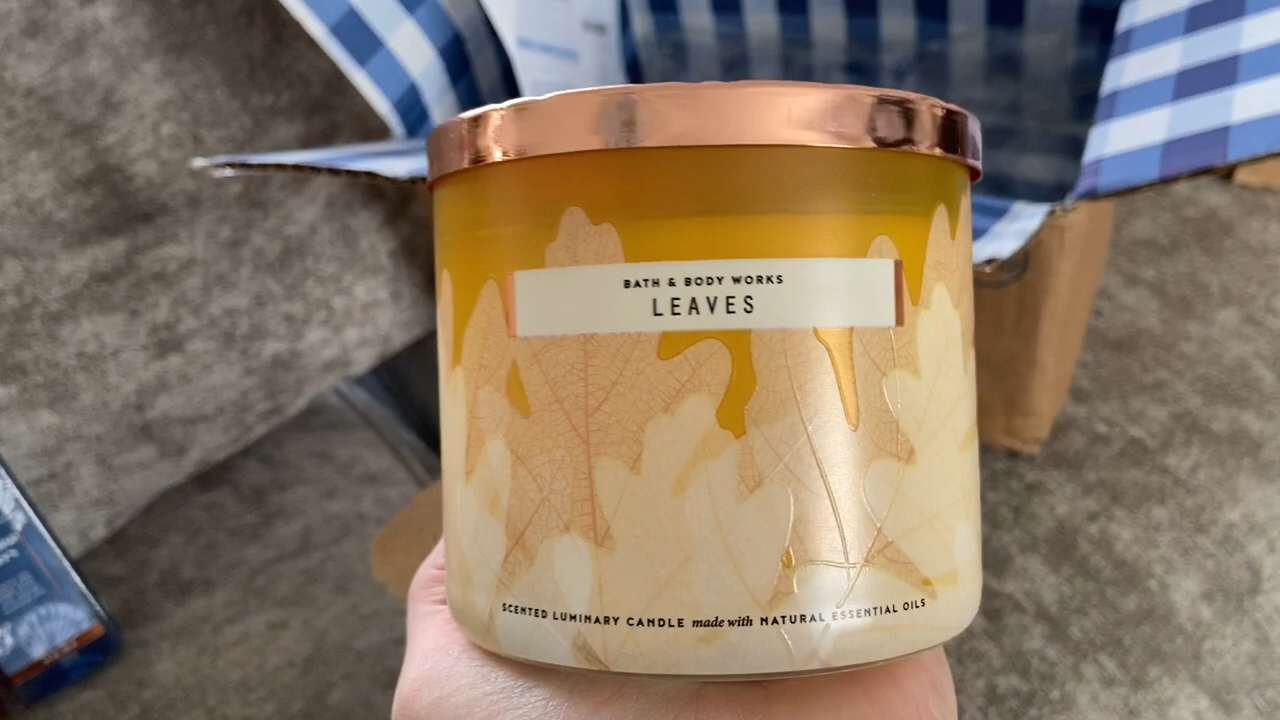 BATH & BODY WORKS
LEAVES
SCENTED LUMINARY CANDLE made with NATURAL ESSENTIAL OILS